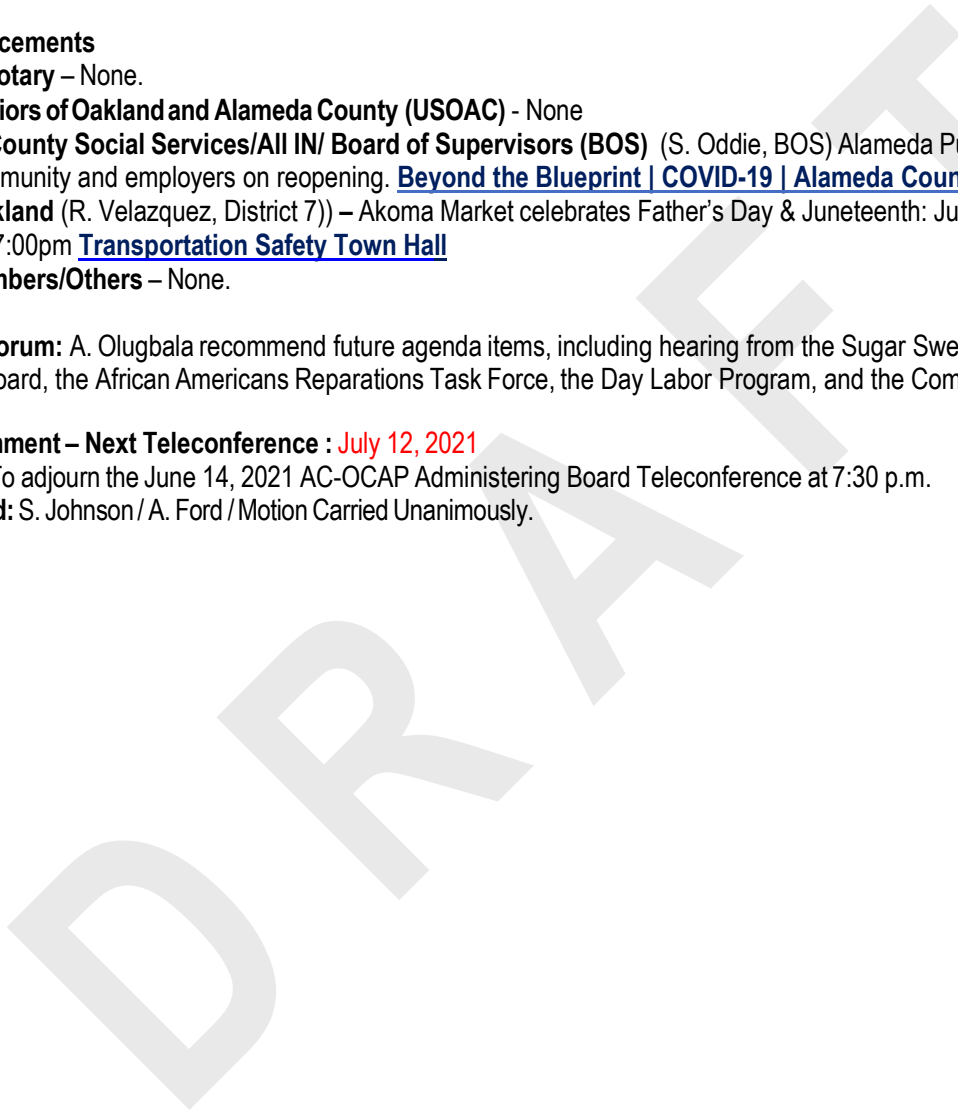 cements
otary – None.
iors of Oakland and Alameda County (USOAC) - None
County Social Services/All IN/ Board of Supervisors (BOS) (S. Oddie, BOS) Alameda Pu
munity and employers on reopening. Beyond the Blueprint | COVID-19 | Alameda Coun
kland (R. Velazquez, District 7)) – Akoma Market celebrates Father’s Day & Juneteenth: Ju
7:00pm Transportation Safety Town Hall
mbers/Others – None.
orum: A. Olugbala recommend future agenda items, including hearing from the Sugar Swe
oard, the African Americans Reparations Task Force, the Day Labor Program, and the Com
nment – Next Teleconference : July 12, 2021
To adjourn the June 14, 2021 AC-OCAP Administering Board Teleconference at 7:30 p.m.
d: S. Johnson / A. Ford / Motion Carried Unanimously.
DRAFT